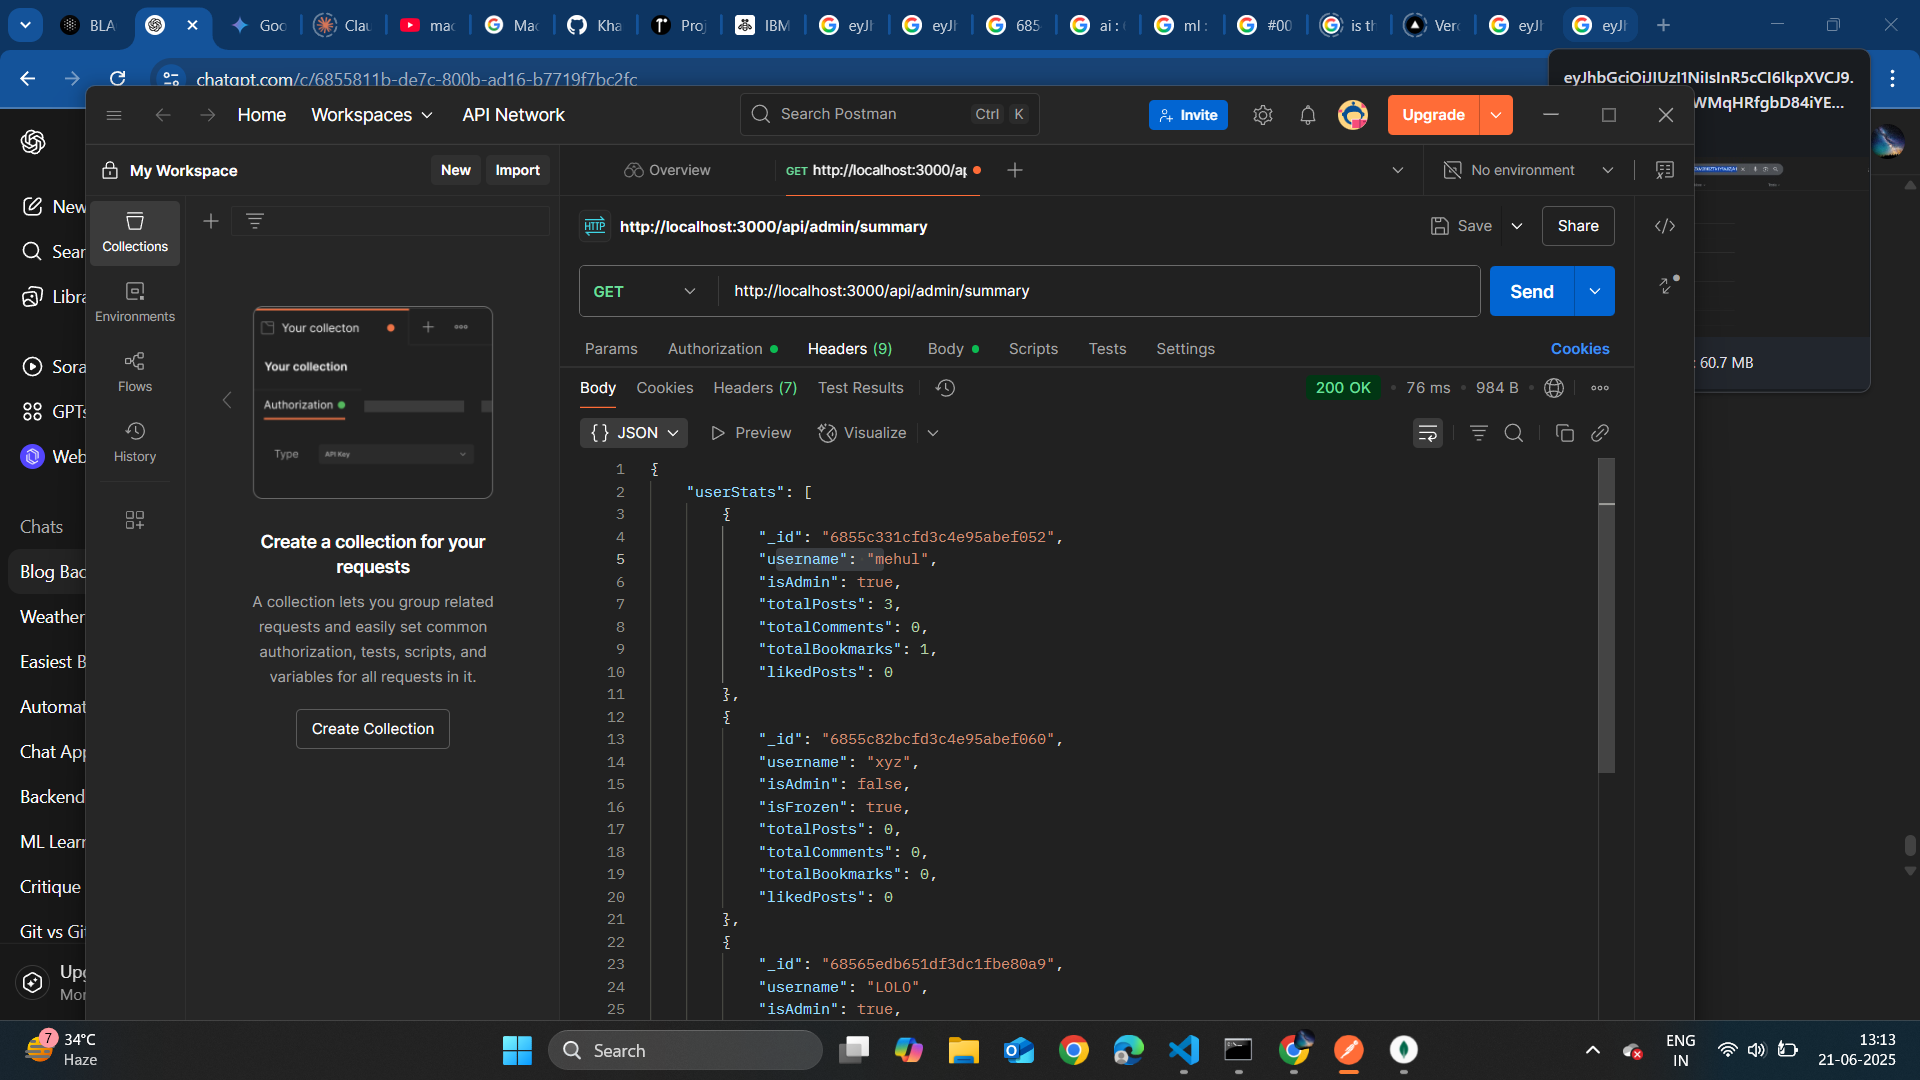 BLA
Goo
Clau
mac
Mac
Kha
Proj
IBM
eyJh
eyJh
685
ai : 
ml :
#00
is th
Verc
eyJh
eyJh
chatgpt.com/c/6855811b-de7c-800b-ad16-b7719f7bc2fc
eyJhbGciOiJIUzI1NiIsInR5cCI6IkpXVCJ9.
WMqHRfgbD84iYE...
: 60.7 MB
New
Sear
Libra
Sora
GPTs
Web
Chats
Blog Bac
Weather
Easiest B
Automat
Chat App
Backend
ML Learn
Critique
Git vs Git
Upg
Mor
Home
Workspaces
API Network
Search Postman
Ctrl K
Invite
Upgrade
My Workspace
New
Import
Overview
GET http://localhost:3000/ap
No environment
Collections
Environments
Flows
History
Your collecton
Your collection
Authorization
Type
API Key
Create a collection for your
requests
A collection lets you group related
requests and easily set common
authorization, tests, scripts, and
variables for all requests in it.
Create Collection
HTTP
http://localhost:3000/api/admin/summary
Save
Share
GET
http://localhost:3000/api/admin/summary
Send
Params
Authorization
Headers (9)
Body
Scripts
Tests
Settings
Cookies
Body
Cookies
Headers (7)
Test Results
200 OK
76 ms
984 B
{} JSON
Preview
Visualize
1 {
2 "userStats": [
3 {
4 "_id": "6855c331cfd3c4e95abef052",
5 "username": "mehul",
6 "isAdmin": true,
7 "totalPosts": 3,
8 "totalComments": 0,
9 "totalBookmarks": 1,
10 "likedPosts": 0
11 },
12 {
13 "_id": "6855c82bcfd3c4e95abef060",
14 "username": "xyz",
15 "isAdmin": false,
16 "isFrozen": true,
17 "totalPosts": 0,
18 "totalComments": 0,
19 "totalBookmarks": 0,
20 "likedPosts": 0
21 },
22 {
23 "_id": "68565edb651df3dc1fbe80a9",
24 "username": "LOLO",
25 "isAdmin": true,
7
34°C
Haze
Search
ENG
IN
13:13
21-06-2025